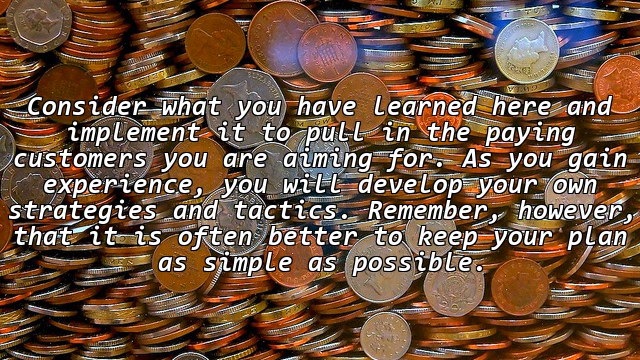 Consider what you have learned here and
implement it to pull in the paying
customers you are aiming for. As you gain
experience, you will develop your own
strategies and tactics. Remember, however,
that it is often better to keep your plan
as simple as possible.